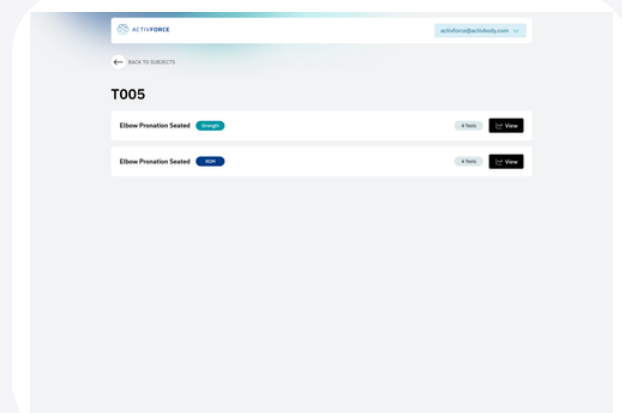 ACTIVFORCE
activforce@activbody.com
BACK TO SUBJECTS
T005
Elbow Pronation Seated Strength 4 Tests View
Elbow Pronation Seated ROM 4 Tests View